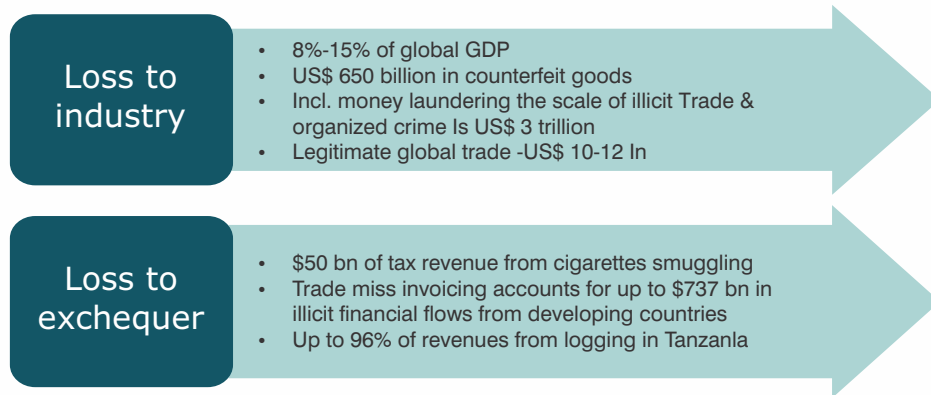 Loss to
industry
• 8%-15% of global GDP
• US$ 650 billion in counterfeit goods
• Incl. money laundering the scale of illicit Trade &
organized crime Is US$ 3 trillion
• Legitimate global trade -US$ 10-12 In
Loss to
exchequer
• $50 bn of tax revenue from cigarettes smuggling
• Trade miss invoicing accounts for up to $737 bn in
illicit financial flows from developing countries
• Up to 96% of revenues from logging in Tanzanla